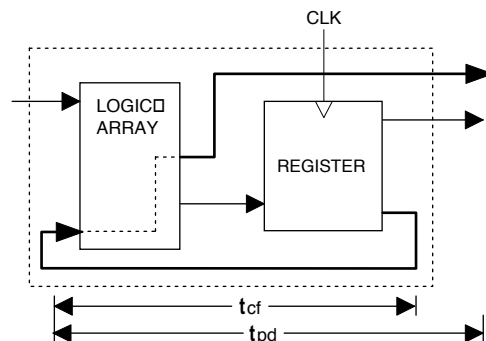 CLK
LOGIC□
ARRAY
REGISTER
tcf
tpd